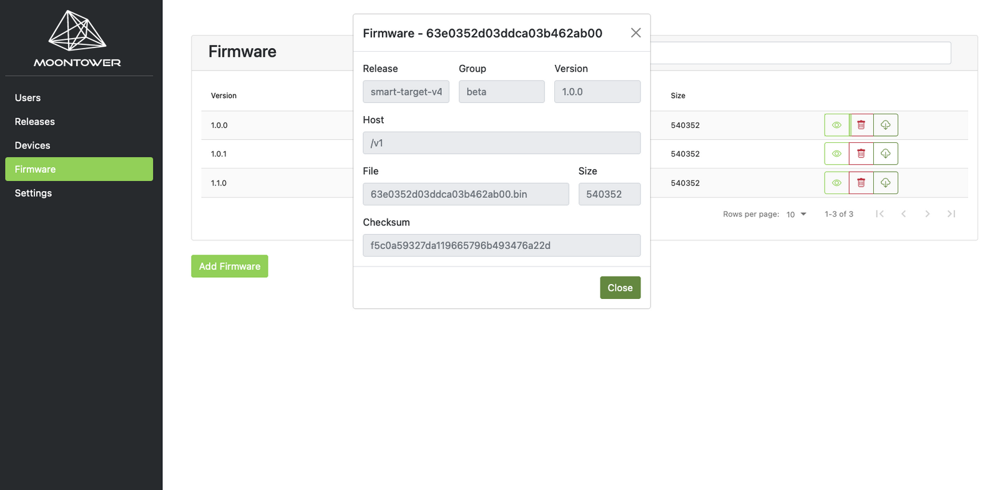 MOONTOWER
Users
Releases
Devices
Firmware
Settings
Firmware
Version
Size
1.0.0
540352
1.0.1
540352
1.1.0
540352
Rows per page: 10
1-3 of 3
Add Firmware
Firmware - 63e0352d03ddca03b462ab00
Release Group Version
smart-target-v4 beta 1.0.0
Host
/v1
File Size
63e0352d03ddca03b462ab00.bin 540352
Checksum
f5c0a59327da119665796b493476a22d
Close